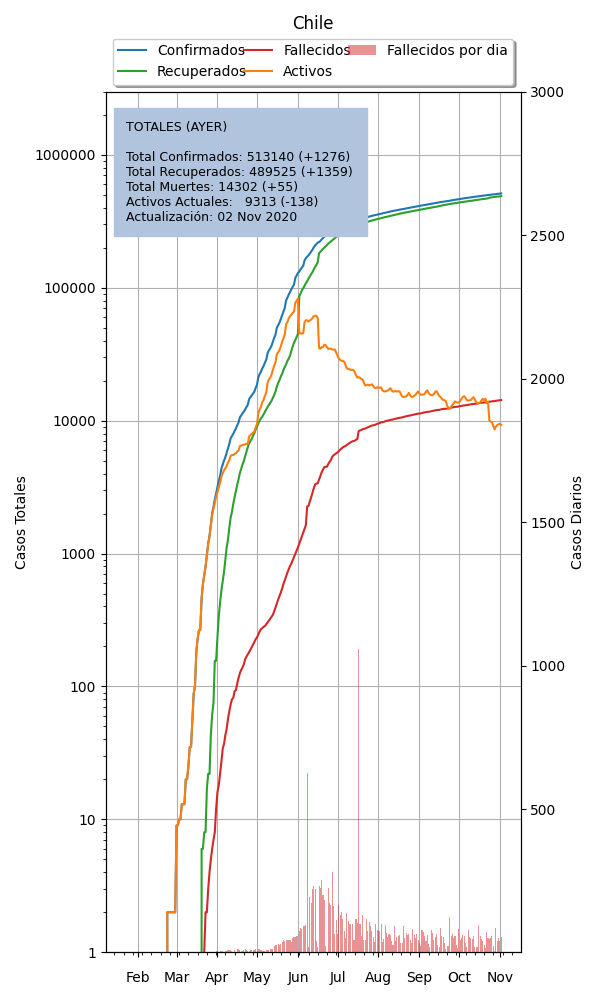 Chile
Confirmados
Recuperados
Fallecidos
Activos
Fallecidos por dia
TOTALES (AYER)
Total Confirmados: 513140 (+1276)
Total Recuperados: 489525 (+1359)
Total Muertes: 14302 (+55)
Activos Actuales: 9313 (-138)
Actualización: 02 Nov 2020
Casos Totales
1000000
100000
10000
1000
100
10
1
3000
2500
2000
1500
1000
500
Casos Diarios
Feb Mar Apr May Jun Jul Aug Sep Oct Nov